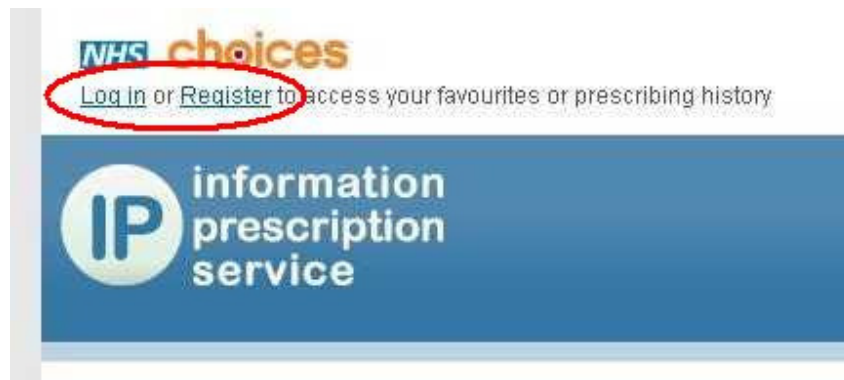 NHS choices
Log in or Register to access your favourites or prescribing history
IP
information
prescription
service